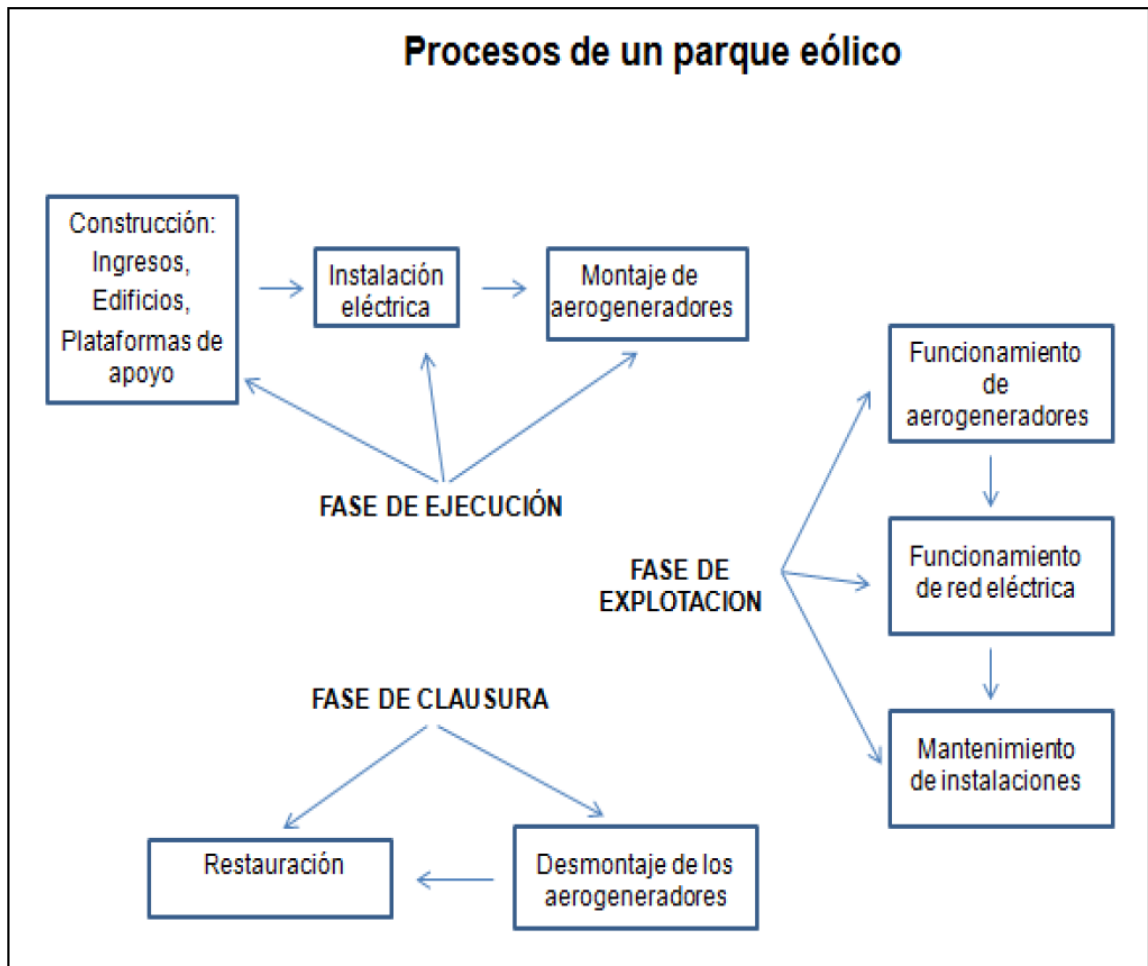 Procesos de un parque eólico
Construcción:
Ingresos,
Edificios,
Plataformas de
apoyo
Instalación
eléctrica
Montaje de
aerogeneradores
FASE DE EJECUCIÓN
Funcionamiento
de
aerogeneradores
FASE DE
EXPLOTACION
Funcionamiento
de red eléctrica
Mantenimiento
de instalaciones
FASE DE CLAUSURA
Restauración
Desmontaje de los
aerogeneradores